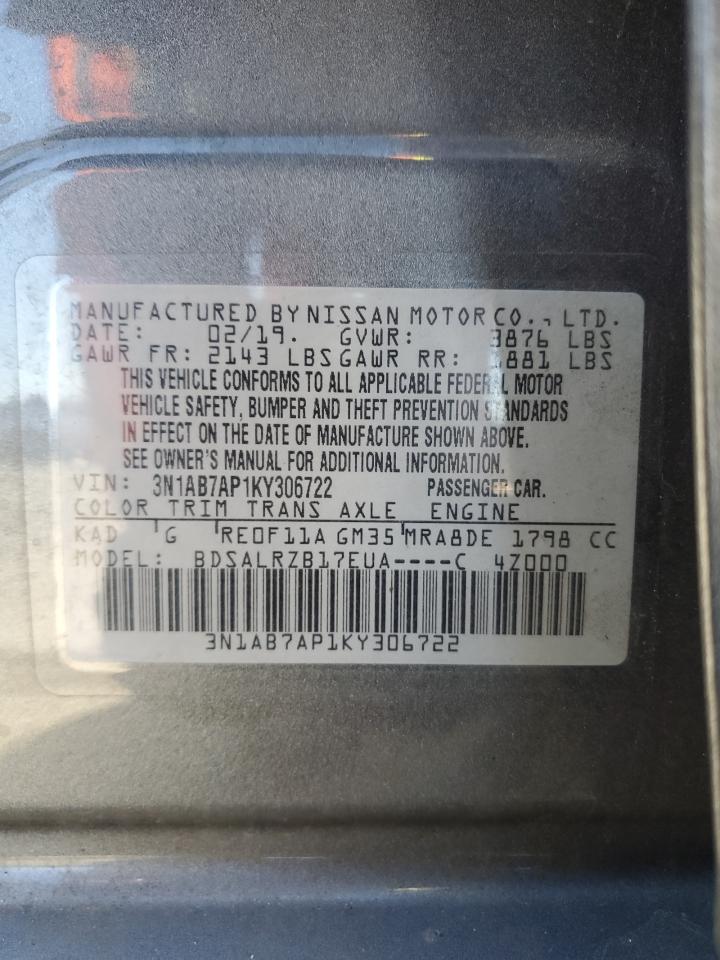 MANUFACTURED BY NISSAN MOTOR CO., LTD.
DATE: 02/19. GVWR: 3876 LBS
GAWR FR: 2143 LBS GAWR RR: 1881 LBS
THIS VEHICLE CONFORMS TO ALL APPLICABLE FEDERAL MOTOR
VEHICLE SAFETY, BUMPER AND THEFT PREVENTION STANDARDS
IN EFFECT ON THE DATE OF MANUFACTURE SHOWN ABOVE.
SEE OWNER'S MANUAL FOR ADDITIONAL INFORMATION.
VIN: 3N1AB7AP1KY306722 PASSENGER CAR.
COLOR TRIM TRANS AXLE ENGINE
KAD G RE0F11A GM35 MRA8DE 1798 CC
MODEL: BDSALRZB17EUA----C 4Z000
3N1AB7AP1KY306722